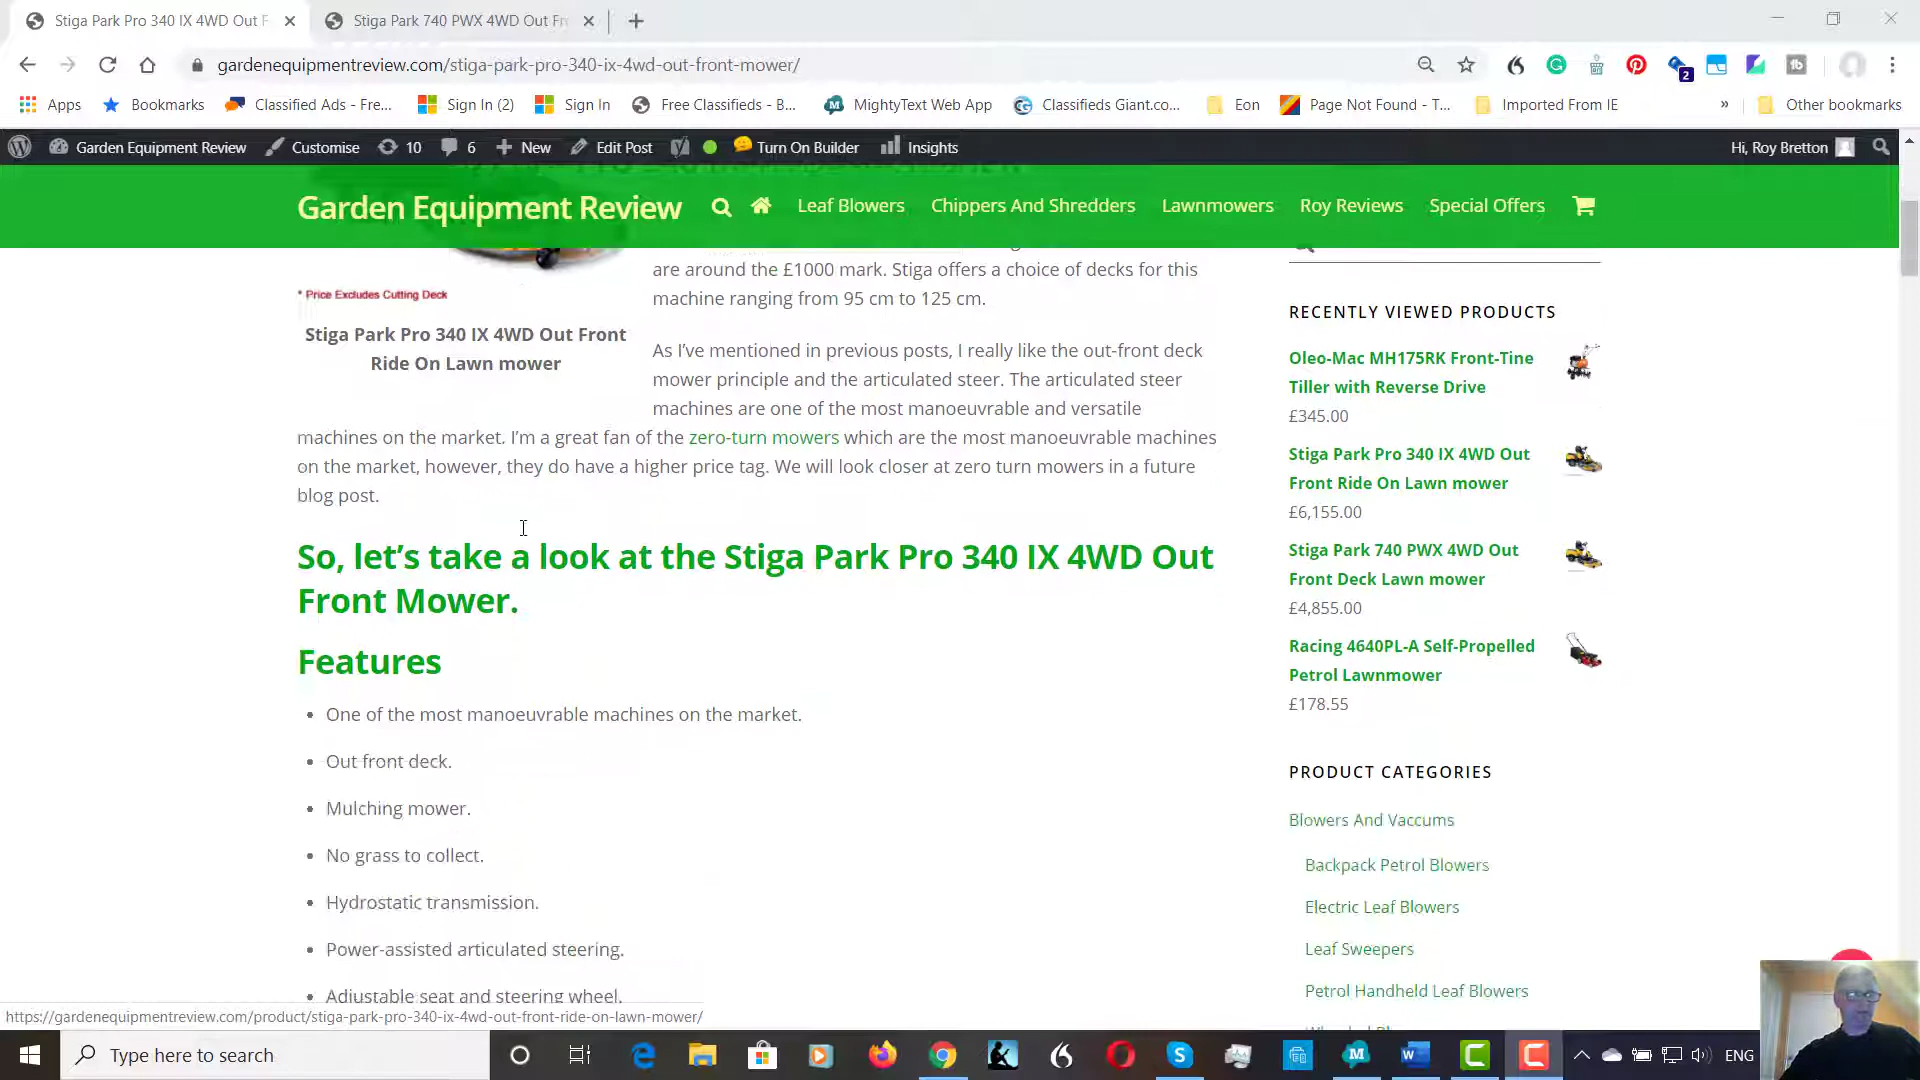 Stiga Park Pro 340 IX 4WD Out F
Stiga Park 740 PWX 4WD Out Fr
gardenequipmentreview.com/stiga-park-pro-340-ix-4wd-out-front-mower/
2
Apps
Bookmarks
Classified Ads - Fre...
Sign In (2)
Sign In
Free Classifieds - B...
MightyText Web App
Classifieds Giant.co...
Eon
Page Not Found - T...
Imported From IE
»
Other bookmarks
Garden Equipment Review
Customise
10
6
New
Edit Post
Turn On Builder
Insights
Hi, Roy Bretton
Garden Equipment Review
Leaf Blowers
Chippers And Shredders
Lawnmowers
Roy Reviews
Special Offers
are around the £1000 mark. Stiga offers a choice of decks for this
machine ranging from 95 cm to 125 cm.
* Price Excludes Cutting Deck
Stiga Park Pro 340 IX 4WD Out Front
Ride On Lawn mower
As I've mentioned in previous posts, I really like the out-front deck
mower principle and the articulated steer. The articulated steer
machines are one of the most manoeuvrable and versatile
machines on the market. I'm a great fan of the zero-turn mowers which are the most manoeuvrable machines
on the market, however, they do have a higher price tag. We will look closer at zero turn mowers in a future
blog post.
So, let's take a look at the Stiga Park Pro 340 IX 4WD Out
Front Mower.
Features
• One of the most manoeuvrable machines on the market.
• Out front deck.
• Mulching mower.
• No grass to collect.
• Hydrostatic transmission.
• Power-assisted articulated steering.
• Adjustable seat and steering wheel.
RECENTLY VIEWED PRODUCTS
Oleo-Mac MH175RK Front-Tine
Tiller with Reverse Drive
£345.00
Stiga Park Pro 340 IX 4WD Out
Front Ride On Lawn mower
£6,155.00
Stiga Park 740 PWX 4WD Out
Front Deck Lawn mower
£4,855.00
Racing 4640PL-A Self-Propelled
Petrol Lawnmower
£178.55
PRODUCT CATEGORIES
Blowers And Vaccums
Backpack Petrol Blowers
Electric Leaf Blowers
Leaf Sweepers
Petrol Handheld Leaf Blowers
https://gardenequipmentreview.com/product/stiga-park-pro-340-ix-4wd-out-front-ride-on-lawn-mower/
Type here to search
ENG